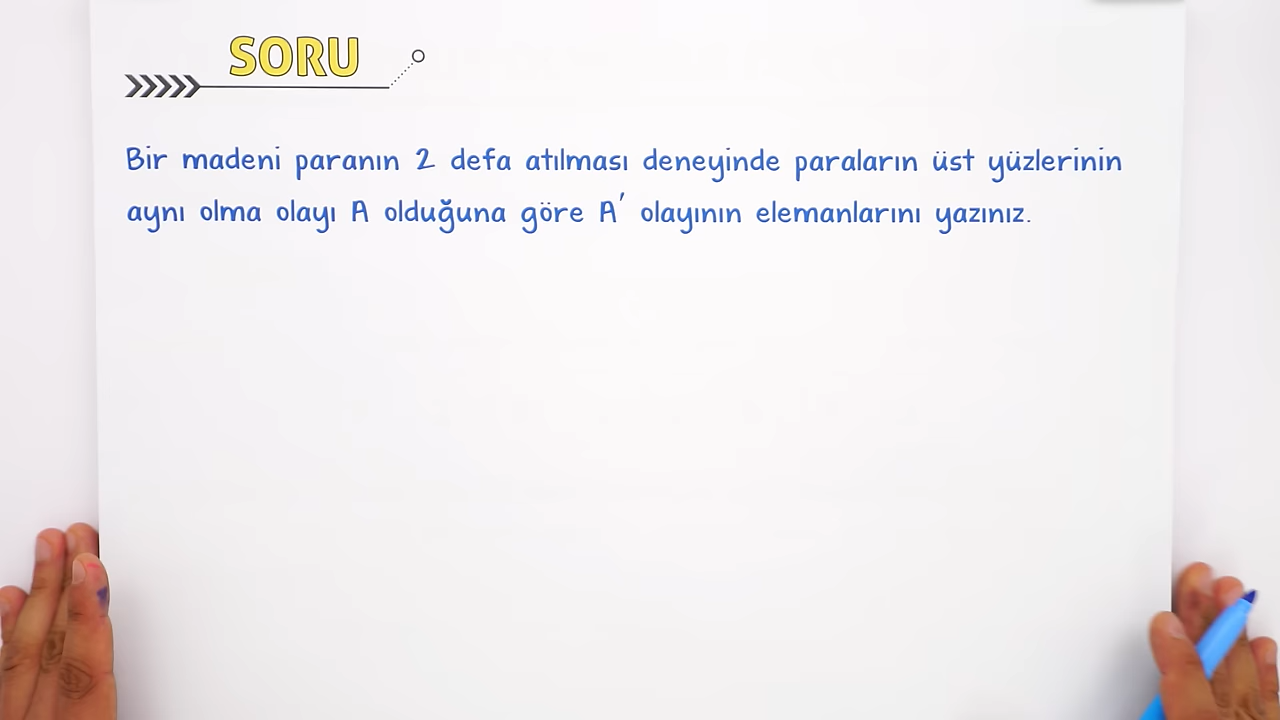 SORU
Bir madeni paranın 2 defa atılması deneyinde paraların üst yüzlerinin
aynı olma olayı A olduğuna göre A′ olayının elemanlarını yazınız.